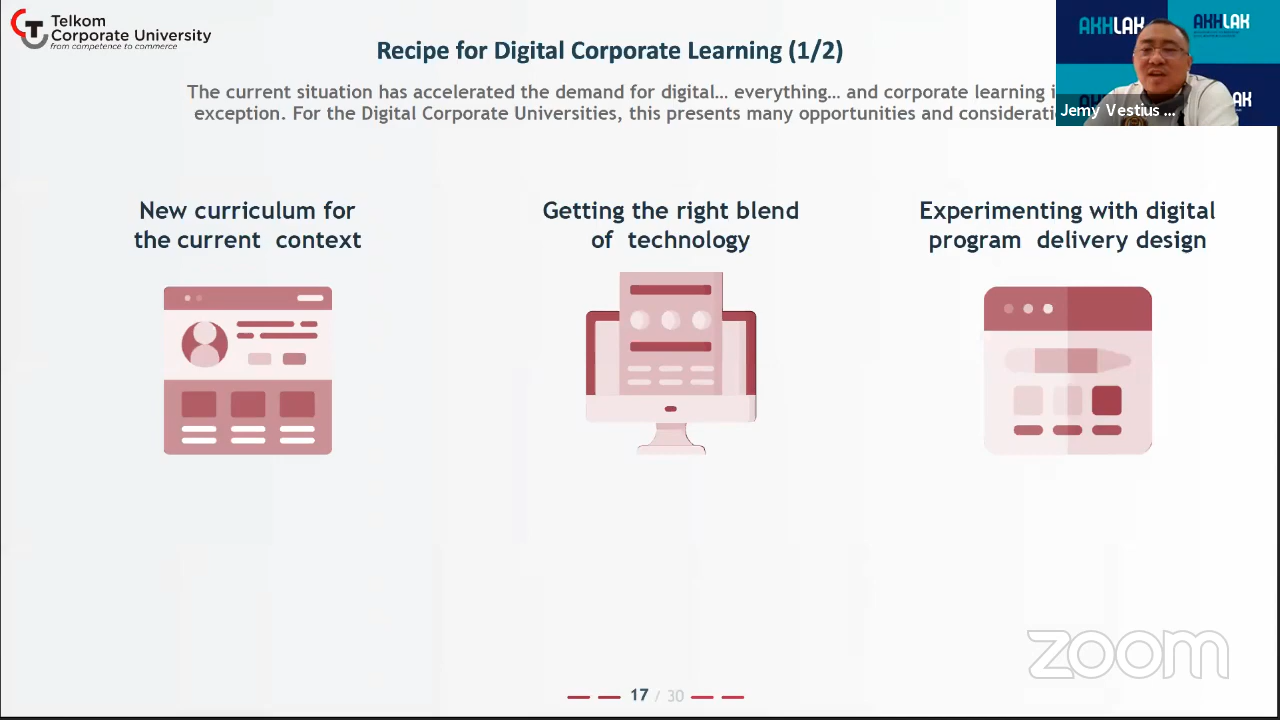 Telkom
Corporate University
from competence to commerce
Recipe for Digital Corporate Learning (1/2)
The current situation has accelerated the demand for digital... everything... and corporate learning
exception. For the Digital Corporate Universities, this presents many opportunities and
AKHLAK
AKHLAK
Jemy Vestius ...
New curriculum for
the current context
Getting the right blend
of technology
Experimenting with digital
program delivery design
zoom
17 / 30